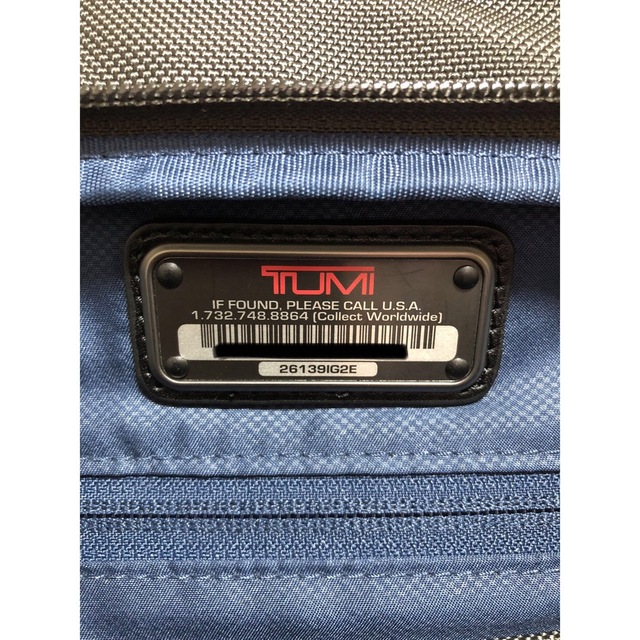 TUMI
IF FOUND, PLEASE CALL U.S.A.
1.732.748.8864 (Collect Worldwide)
26139IG2E